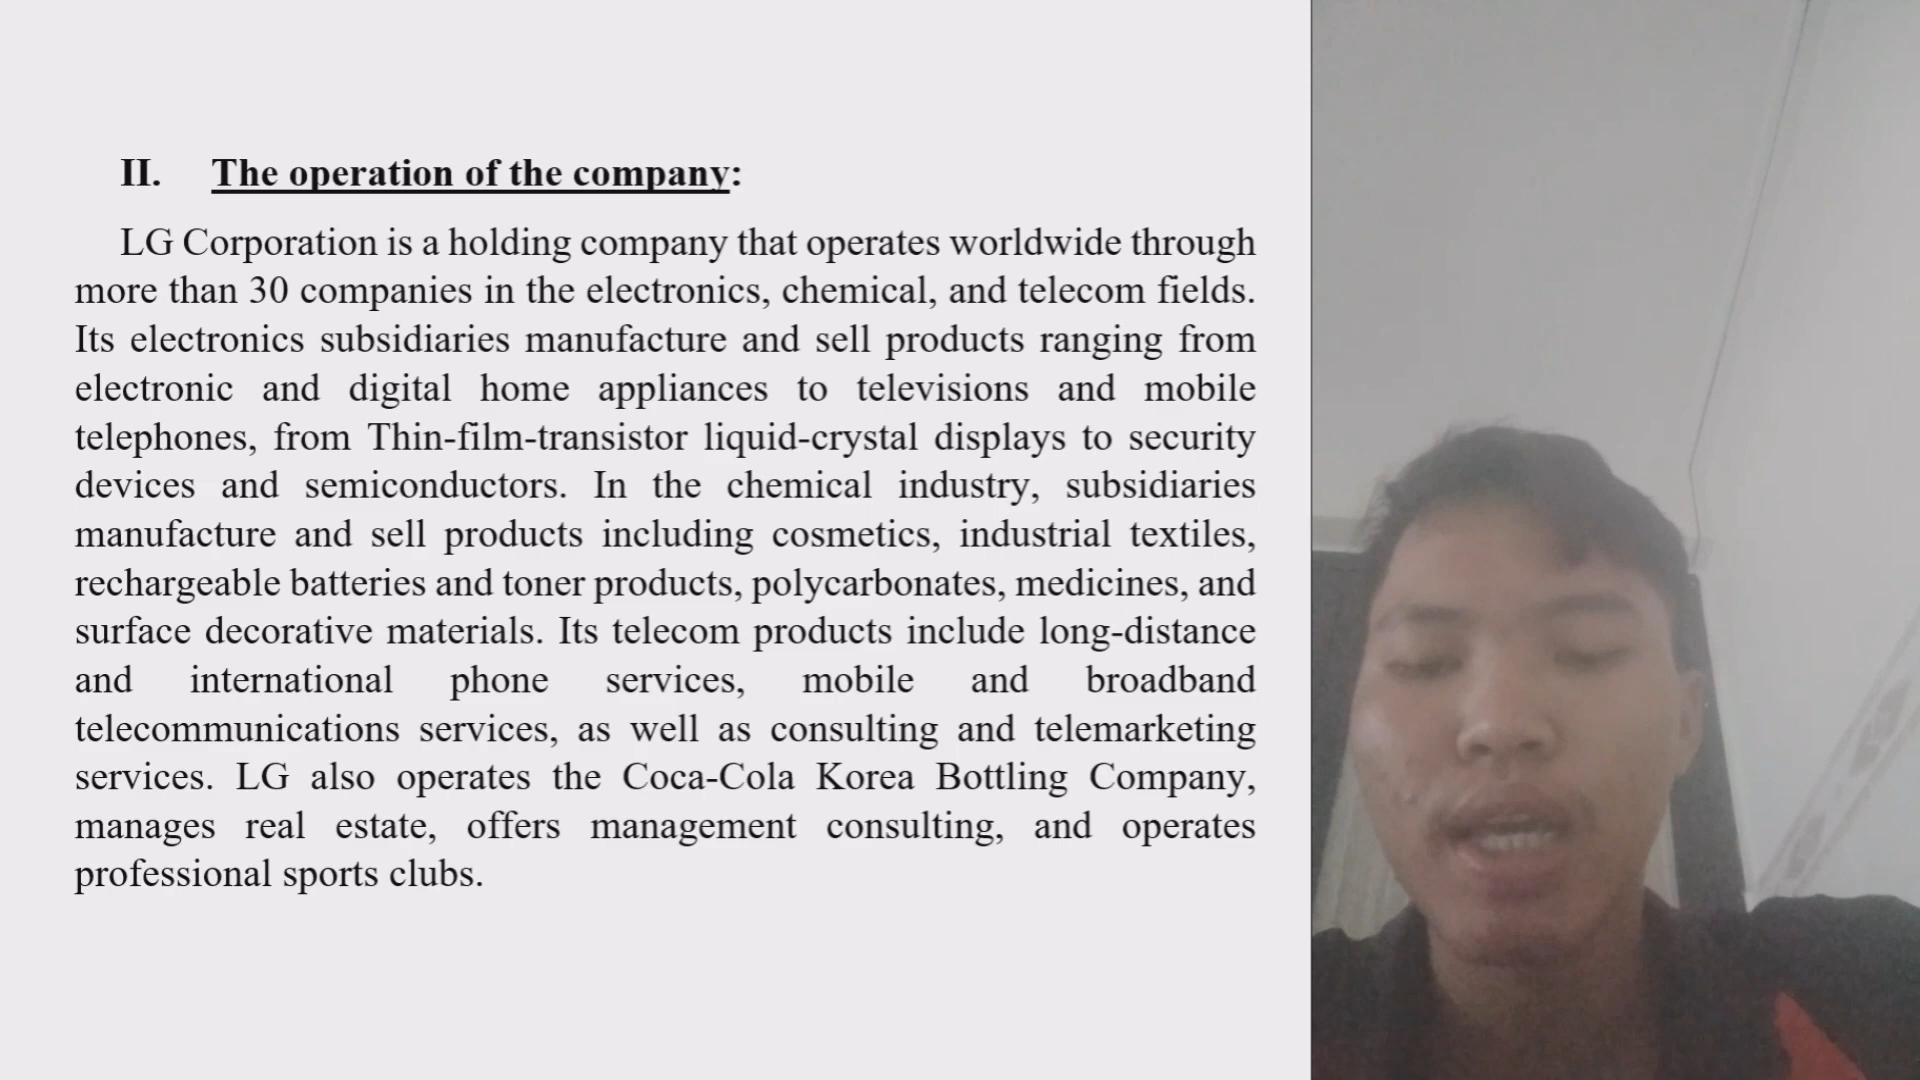 II. The operation of the company:
LG Corporation is a holding company that operates worldwide through
more than 30 companies in the electronics, chemical, and telecom fields.
Its electronics subsidiaries manufacture and sell products ranging from
electronic and digital home appliances to televisions and mobile
telephones, from Thin-film-transistor liquid-crystal displays to security
devices and semiconductors. In the chemical industry, subsidiaries
manufacture and sell products including cosmetics, industrial textiles,
rechargeable batteries and toner products, polycarbonates, medicines, and
surface decorative materials. Its telecom products include long-distance
and international phone services, mobile and broadband
telecommunications services, as well as consulting and telemarketing
services. LG also operates the Coca-Cola Korea Bottling Company,
manages real estate, offers management consulting, and operates
professional sports clubs.